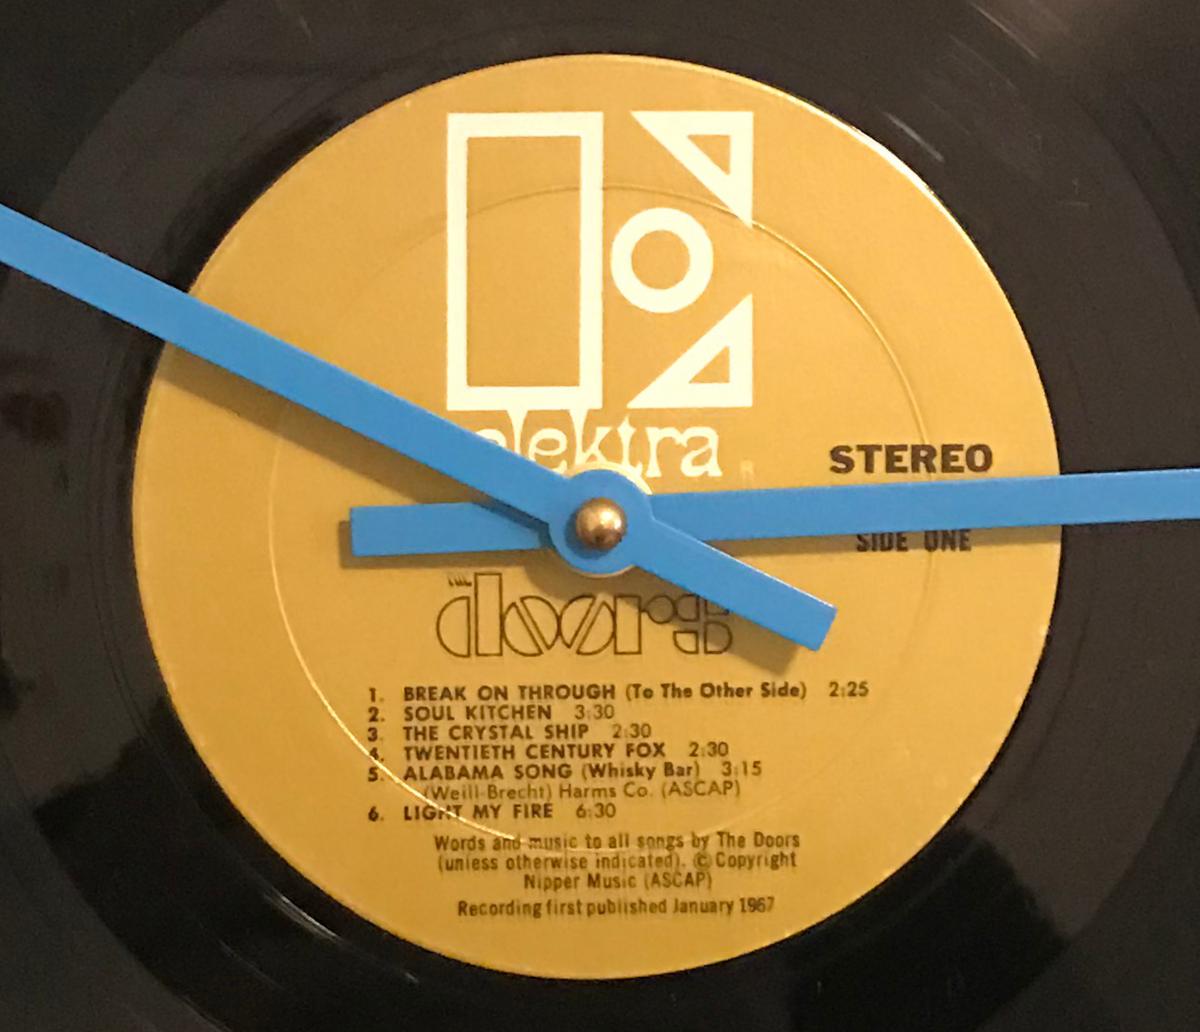 elektra
R
STEREO
SIDE ONE
THE
doors
1. BREAK ON THROUGH (To The Other Side) 2:25
2. SOUL KITCHEN 3:30
3. THE CRYSTAL SHIP 2:30
4. TWENTIETH CENTURY FOX 2:30
5. ALABAMA SONG (Whisky Bar) 3:15
(Weill-Brecht) Harms Co. (ASCAP)
6. LIGHT MY FIRE 6:30
Words and music to all songs by The Doors
(unless otherwise indicated). © Copyright
Nipper Music (ASCAP)
Recording first published January 1967